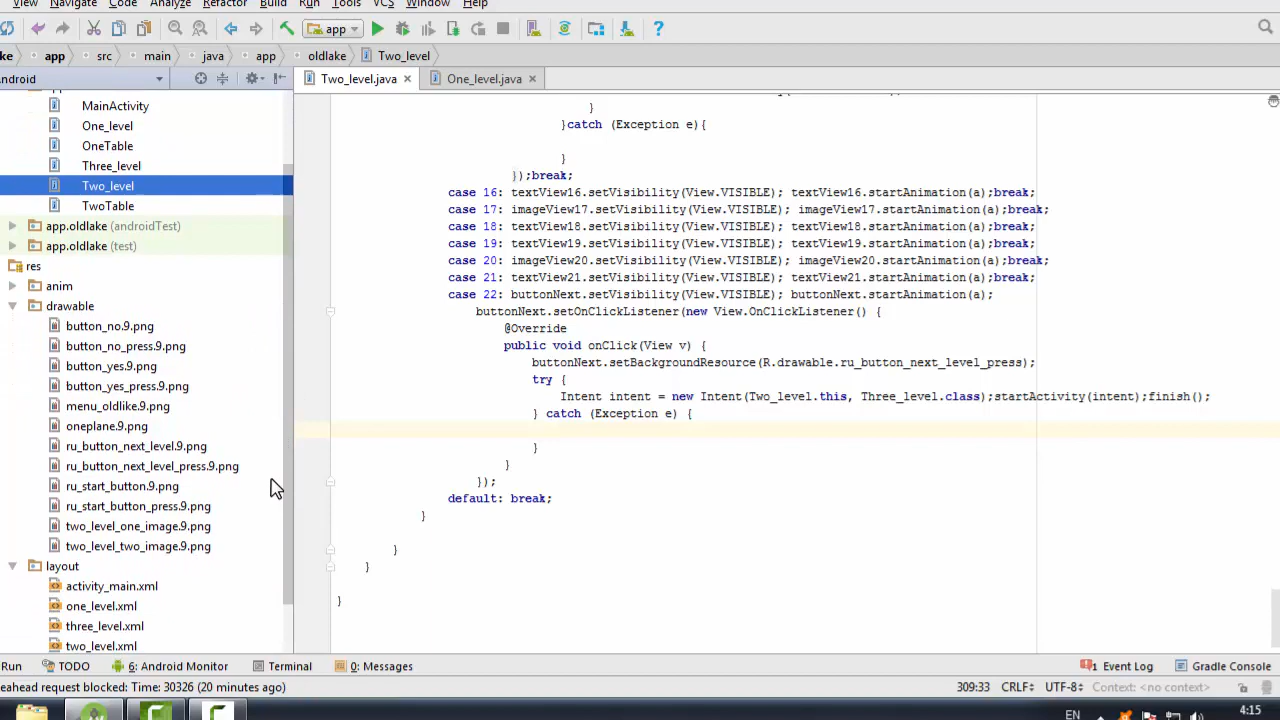 View Navigate Code Analyze Refactor Build Run Tools VCS Window Help
app
app src main java app oldlake Two_level
Two_level.java One_level.java
MainActivity
One_level
OneTable
Three_level
Two_level
TwoTable
app.oldlake (androidTest)
app.oldlake (test)
res
anim
drawable
button_no.9.png
button_no_press.9.png
button_yes.9.png
button_yes_press.9.png
menu_oldlike.9.png
oneplane.9.png
ru_button_next_level.9.png
ru_button_next_level_press.9.png
ru_start_button.9.png
ru_start_button_press.9.png
two_level_one_image.9.png
two_level_two_image.9.png
layout
activity_main.xml
one_level.xml
three_level.xml
two_level.xml
}
}catch (Exception e){
}
});break;
case 16: textView16.setVisibility(View.VISIBLE); textView16.startAnimation(a);break;
case 17: imageView17.setVisibility(View.VISIBLE); imageView17.startAnimation(a);break;
case 18: textView18.setVisibility(View.VISIBLE); textView18.startAnimation(a);break;
case 19: textView19.setVisibility(View.VISIBLE); textView19.startAnimation(a);break;
case 20: imageView20.setVisibility(View.VISIBLE); imageView20.startAnimation(a);break;
case 21: textView21.setVisibility(View.VISIBLE); textView21.startAnimation(a);break;
case 22: buttonNext.setVisibility(View.VISIBLE); buttonNext.startAnimation(a);
buttonNext.setOnClickListener(new View.OnClickListener() {
@Override
public void onClick(View v) {
buttonNext.setBackgroundResource(R.drawable.ru_button_next_level_press);
try {
Intent intent = new Intent(Two_level.this, Three_level.class);startActivity(intent);finish();
} catch (Exception e) {
}
}
});
default: break;
}
}
}
}
Run TODO 6: Android Monitor Terminal 0: Messages 1 Event Log Gradle Console
eahead request blocked: Time: 30326 (20 minutes ago) 309:33 CRLF UTF-8 Context: <no context>
EN 4:15